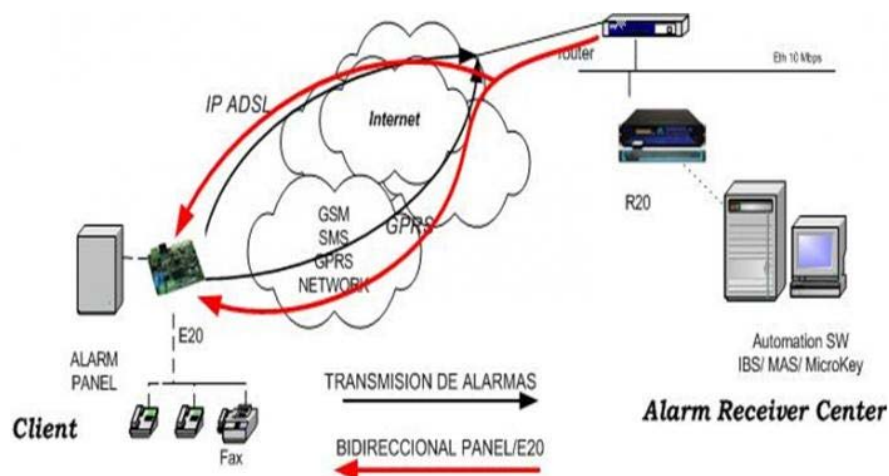 router
Eth 10 Mbps
IP ADSL
Internet
R20
GSM
SMS
GPRS
NETWORK
GPRS
E20
ALARM
PANEL
Automation SW
IBS/ MAS/ MicroKey
TRANSMISION DE ALARMAS
Alarm Receiver Center
Client
Fax
BIDIRECCIONAL PANEL/E20